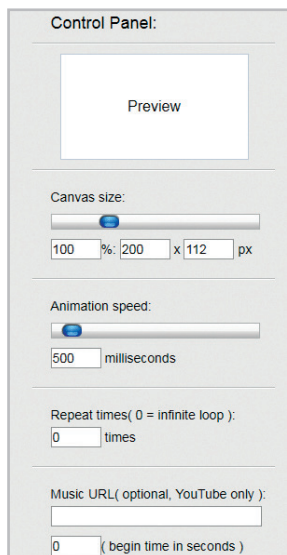 Control Panel:
Preview
Canvas size:
100 %: 200 x 112 px
Animation speed:
500 milliseconds
Repeat times( 0 = infinite loop ):
0 times
Music URL( optional, YouTube only ):
0 ( begin time in seconds )